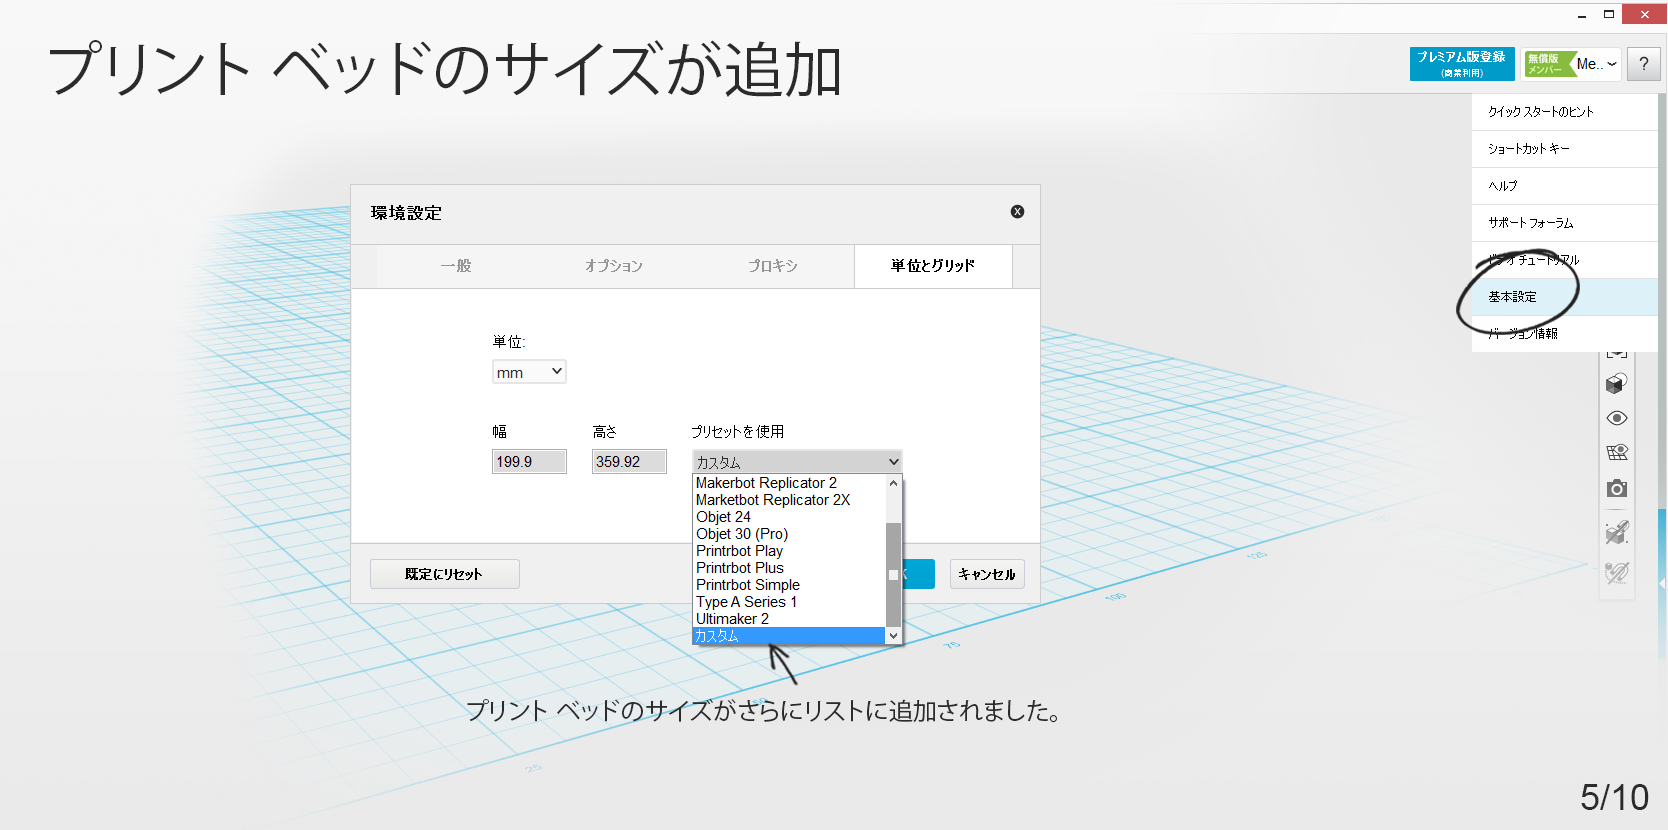 プリント ベッドのサイズが追加
プレミアム版登録
(商業利用)
無償版
メンバー
Me..
?
クイック スタートのヒント
ショートカット キー
ヘルプ
サポート フォーラム
ビデオ チュートリアル
基本設定
バージョン情報
環境設定
一般
オプション
プロキシ
単位とグリッド
単位:
mm
幅
高さ
プリセットを使用
199.9
359.92
カスタム
Makerbot Replicator 2
Marketbot Replicator 2X
Objet 24
Objet 30 (Pro)
Printrbot Play
Printrbot Plus
Printrbot Simple
Type A Series 1
Ultimaker 2
カスタム
既定にリセット
キャンセル
125
100
75
50
25
プリント ベッドのサイズがさらにリストに追加されました。
5/10